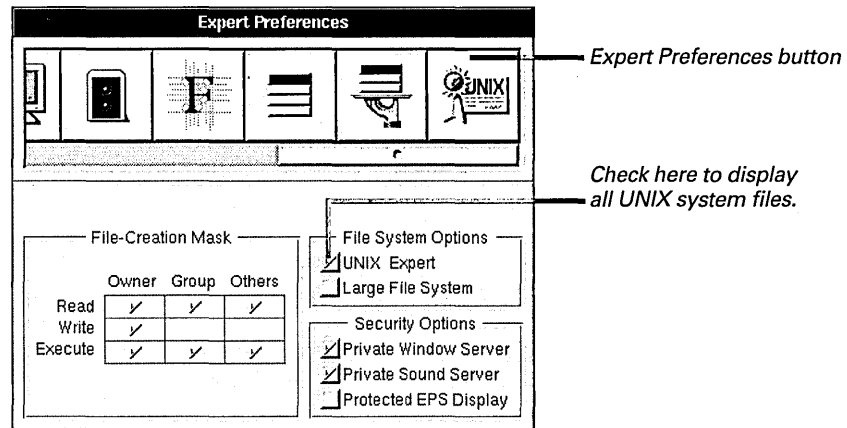 Expert Preferences
Expert Preferences button
F
UNIX
Check here to display
all UNIX system files.
File-Creation Mask
Owner Group Others
Read
Write
Execute
File System Options
UNIX Expert
Large File System
Security Options
Private Window Server
Private Sound Server
Protected EPS Display